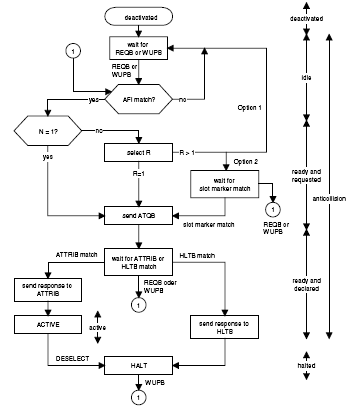 deactivated
deactivated
wait for
REQB or
WUPB
1
REQB or
WUPB
idle
AFI match?
yes
no
Option 1
N = 1?
no
select R
R > 1
yes
R=1
Option 2
wait for
slot marker match
ready and
requested
anticollision
1
send ATQB
slot marker match
REQB or
WUPB
ATTRIB match
wait for ATTRIB or
HLTB match
HLTB match
send response to
ATTRIB
REQB oder
WUPB
1
ready and
declared
ACTIVE
active
send response to
HLTB
DESELECT
HALT
halted
WUPB
1